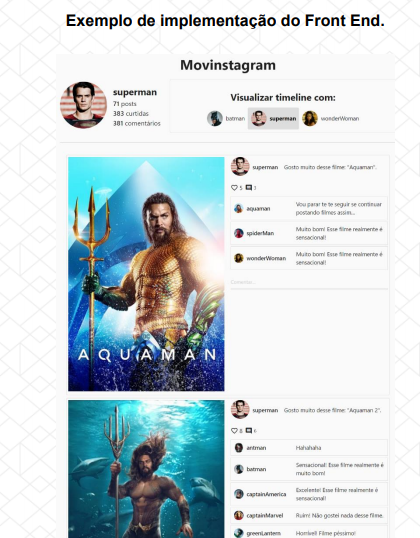 Exemplo de implementação do Front End.
Movinstagram
superman
71 posts
383 curtidas
381 comentários
Visualizar timeline com:
batman superman wonderWoman
superman Gosto muito desse filme: "Aquaman".
5 3
aquaman Vou parar te te seguir se continuar
postando filmes assim...
spiderMan Muito bom! Esse filme realmente é
sensacional!
wonderWoman Muito bom! Esse filme realmente é
sensacional!
Comentar...
AQUAMAN
superman Gosto muito desse filme: "Aquaman 2".
8 6
antman Hahahaha
batman Sensacional! Esse filme realmente é
muito bom!
captainAmerica Excelente! Esse filme realmente é
sensacional!
captainMarvel Ruim! Não gostei nada desse filme.
greenLantern Horrível! Filme péssimo!